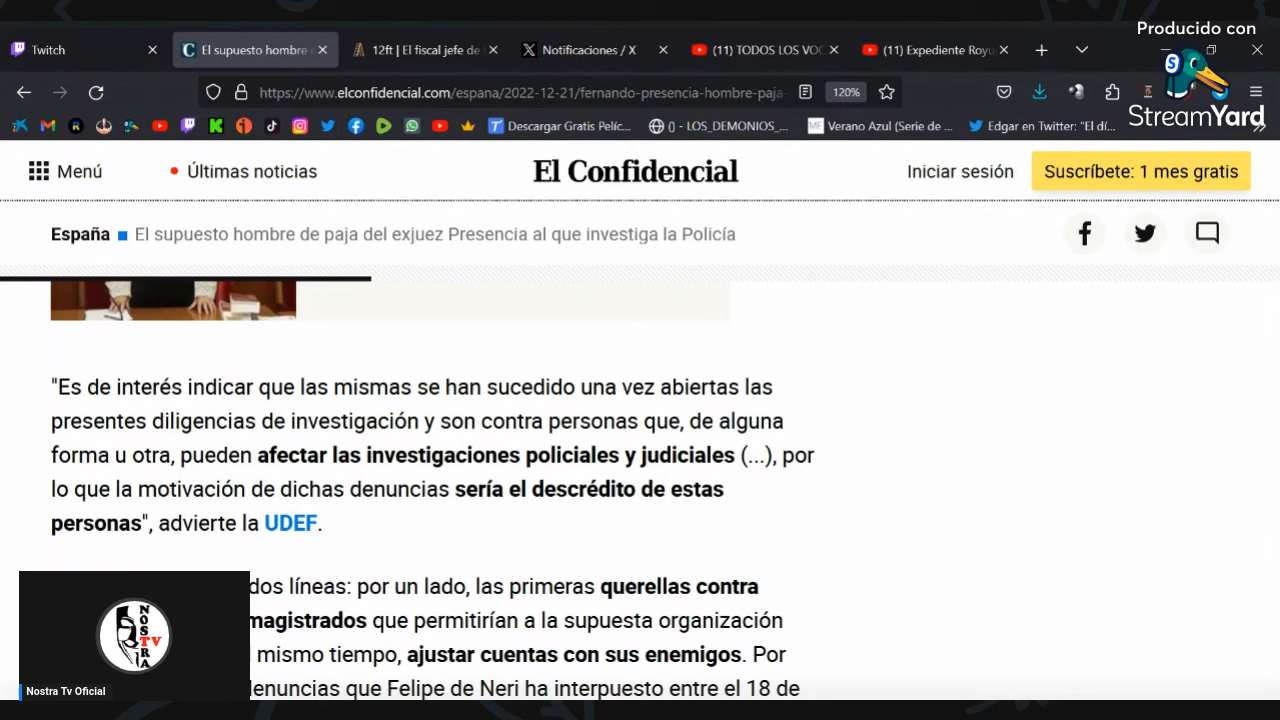 Producido con
StreamYard
Twitch
El supuesto hombre
12ft | El fiscal jefe de
Notificaciones / X
(11) TODOS LOS VOC
(11) Expediente Royu
https://www.elconfidencial.com/espana/2022-12-21/fernando-presencia-hombre-paja-
120%
Descargar Gratis Pelíc...
() - LOS_DEMONIOS_...
Verano Azul (Serie de ...
Edgar en Twitter: "El dí...
Menú
Últimas noticias
El Confidencial
Iniciar sesión
Suscríbete: 1 mes gratis
España
El supuesto hombre de paja del exjuez Presencia al que investiga la Policía
"Es de interés indicar que las mismas se han sucedido una vez abiertas las
presentes diligencias de investigación y son contra personas que, de alguna
forma u otra, pueden afectar las investigaciones policiales y judiciales (...), por
lo que la motivación de dichas denuncias sería el descrédito de estas
personas", advierte la UDEF.
dos líneas: por un lado, las primeras querellas contra
magistrados que permitirían a la supuesta organización
mismo tiempo, ajustar cuentas con sus enemigos. Por
denuncias que Felipe de Neri ha interpuesto entre el 18 de
NOSTRA
TV
Nostra Tv Oficial